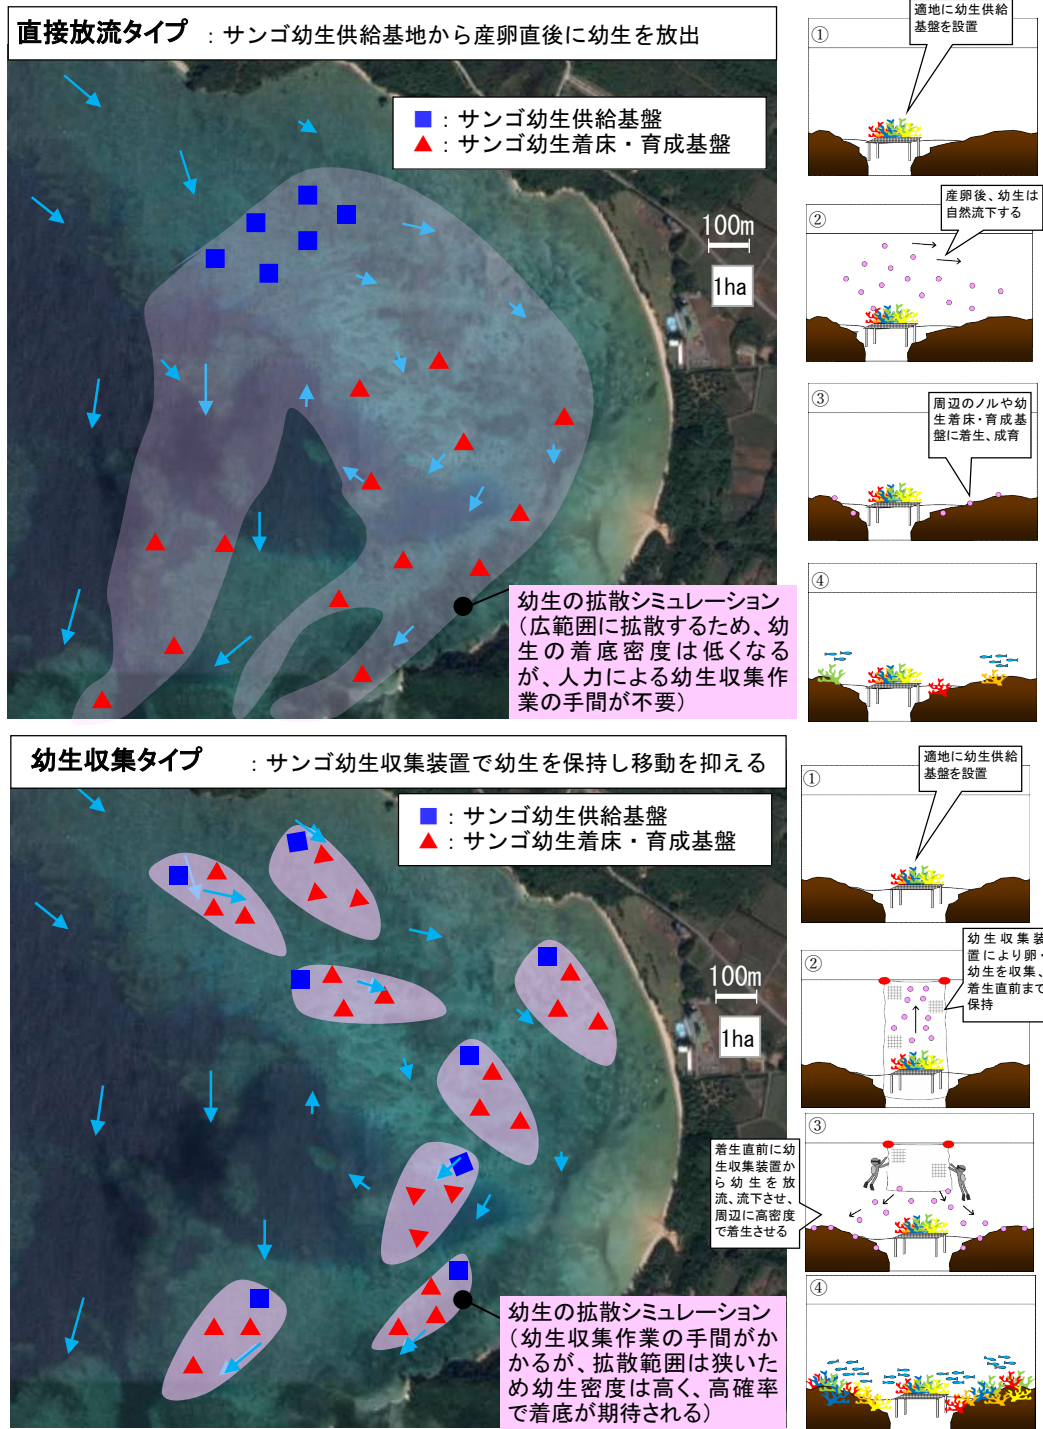 直接放流タイプ ：サンゴ幼生供給基地から産卵直後に幼生を放出
■：サンゴ幼生供給基盤
▲：サンゴ幼生着床・育成基盤
100m
1ha
幼生の拡散シミュレーション
（広範囲に拡散するため、幼
生の着底密度は低くなる
が、人力による幼生収集作
業の手間が不要）
①
適地に幼生供給
基盤を設置
②
産卵後、幼生は
自然流下する
③
周辺のノルや幼
生着床・育成基
盤に着生、成育
④
幼生収集タイプ ：サンゴ幼生収集装置で幼生を保持し移動を抑える
■：サンゴ幼生供給基盤
▲：サンゴ幼生着床・育成基盤
100m
1ha
幼生の拡散シミュレーション
（幼生収集作業の手間がか
かるが、拡散範囲は狭いた
め幼生密度は高く、高確率
で着底が期待される）
①
適地に幼生供給
基盤を設置
②
幼生収集装
置により卵・
幼生を収集、
着生直前まで
保持
③
着生直前に幼
生収集装置か
ら幼生を放
流、流下させ、
周辺に高密度
で着生させる
④